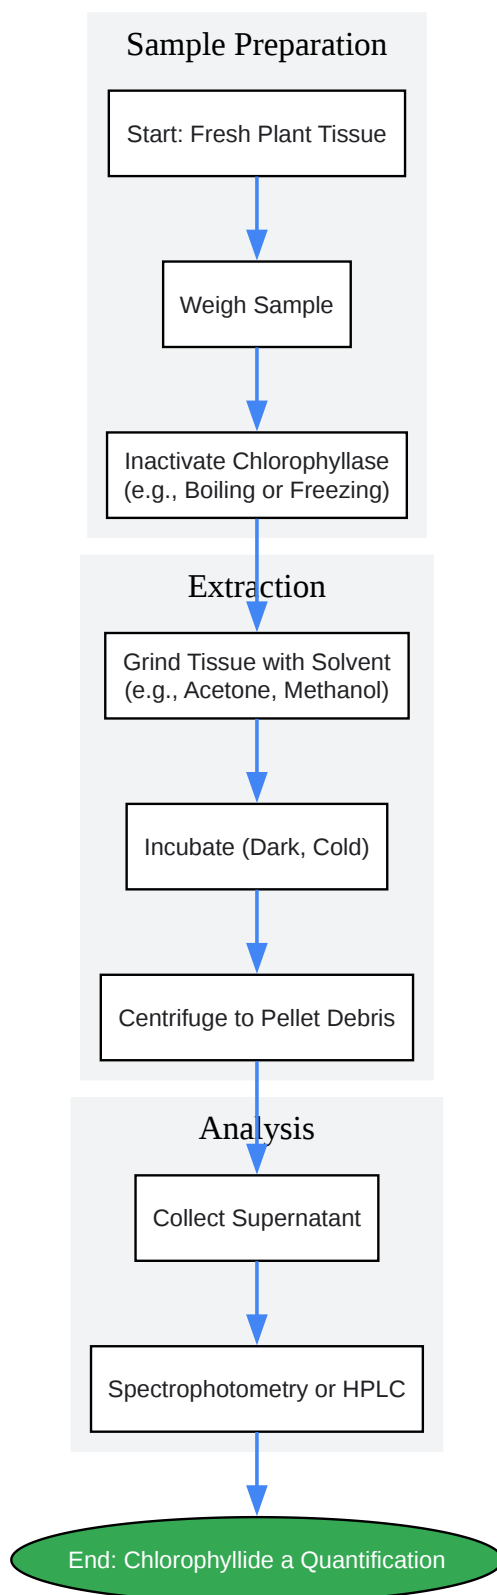 Sample Preparation
Start: Fresh Plant Tissue
Weigh Sample
Inactivate Chlorophyllase
(e.g., Boiling or Freezing)
Extraction
Grind Tissue with Solvent
(e.g., Acetone, Methanol)
Incubate (Dark, Cold)
Centrifuge to Pellet Debris
Analysis
Collect Supernatant
Spectrophotometry or HPLC
End: Chlorophyllide a Quantification